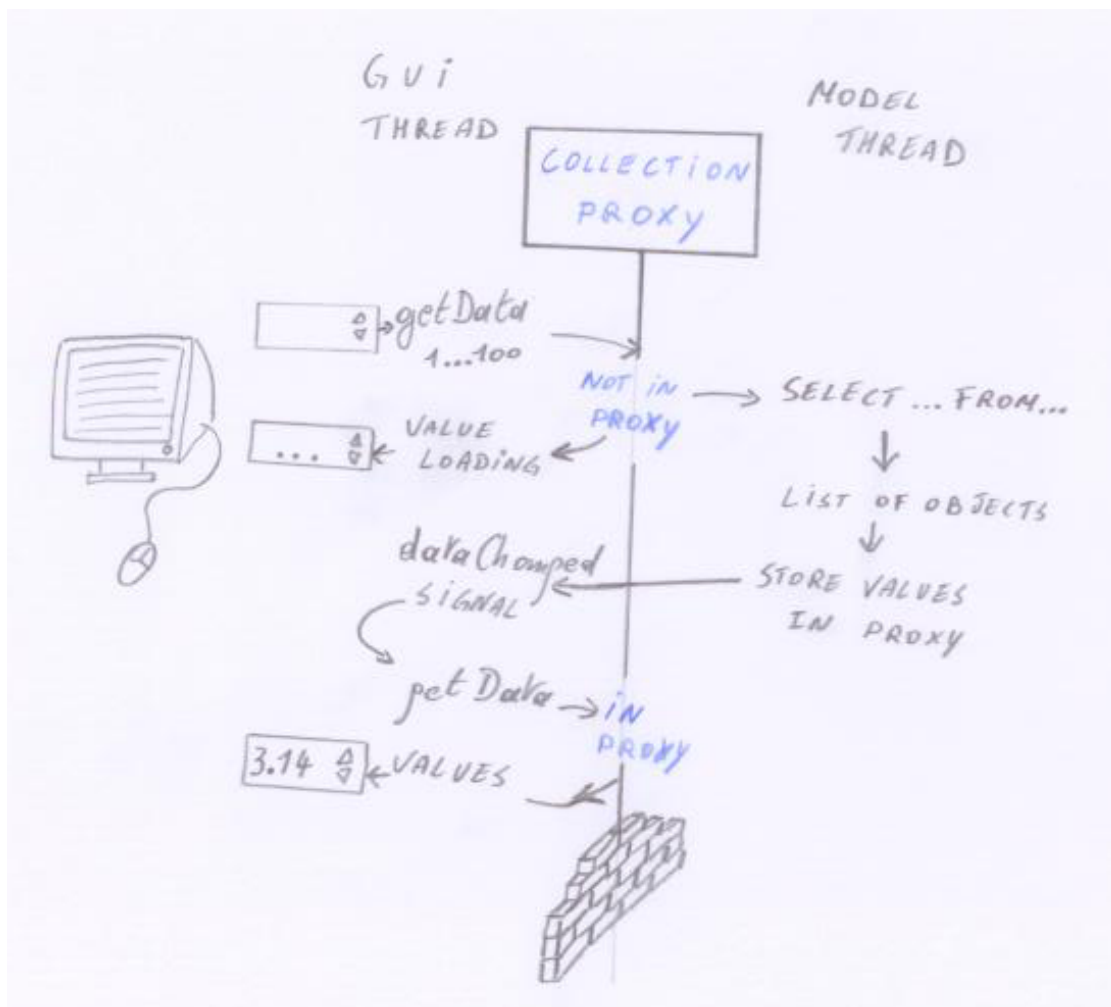 GUi
THREAD
MODEL
THREAD
COLLECTION
PROXY
getData
1...100
NOT iN
PROXY
SELECT ... FROM...
...
VALUE
LOADiNG
LiST OF OBJECTS
dataChanged
SiGNAL
STORE VALUES
IN PROXY
getData
iN
PROXY
3.14
VALUES